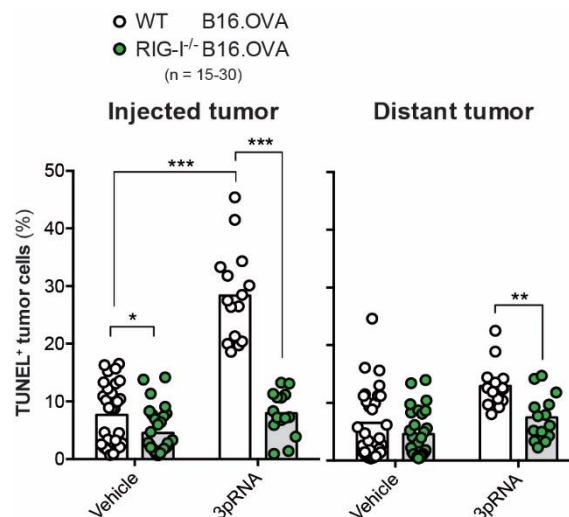 WT B16.OVA
RIG-I-/- B16.OVA
(n = 15-30)
Injected tumor
Distant tumor
TUNEL+ tumor cells (%)
50
40
30
20
10
0
***
***
*
**
Vehicle
3pRNA
Vehicle
3pRNA